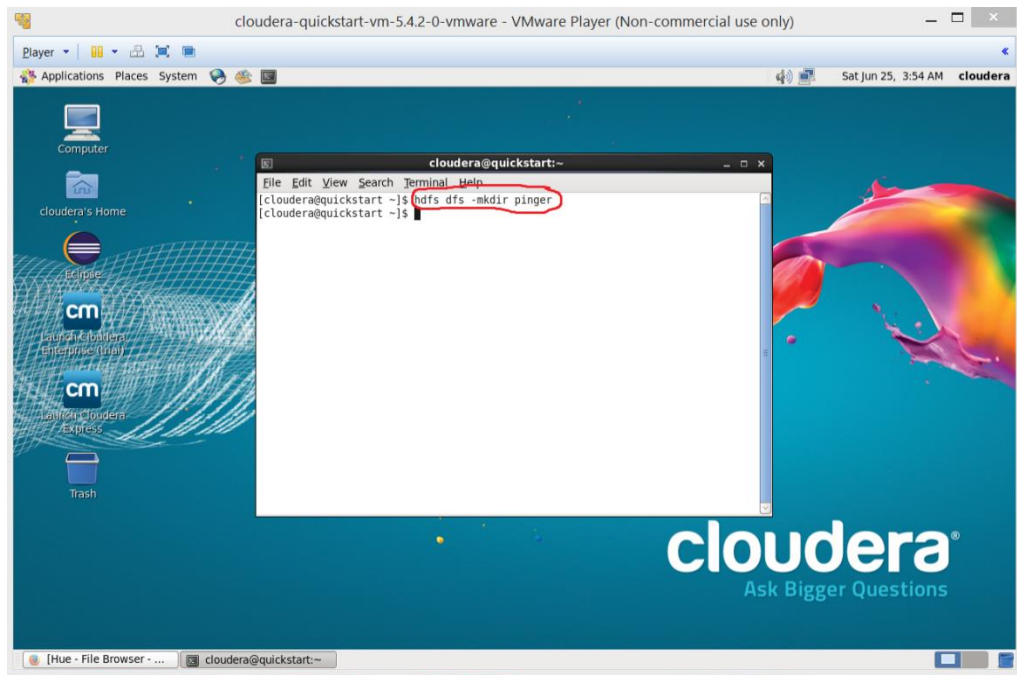 cloudera-quickstart-vm-5.4.2-0-vmware - VMware Player (Non-commercial use only)
Player
Applications Places System
Sat Jun 25, 3:54 AM cloudera
Computer
cloudera's Home
Eclipse
cm
Launch Cloudera
Enterprise (trial)
cm
Launch Cloudera
Express
Trash
cloudera@quickstart:~
File Edit View Search Terminal Help
[cloudera@quickstart ~]$ hdfs dfs -mkdir pinger
[cloudera@quickstart ~]$
cloudera®
Ask Bigger Questions
[Hue - File Browser - ...
cloudera@quickstart:~